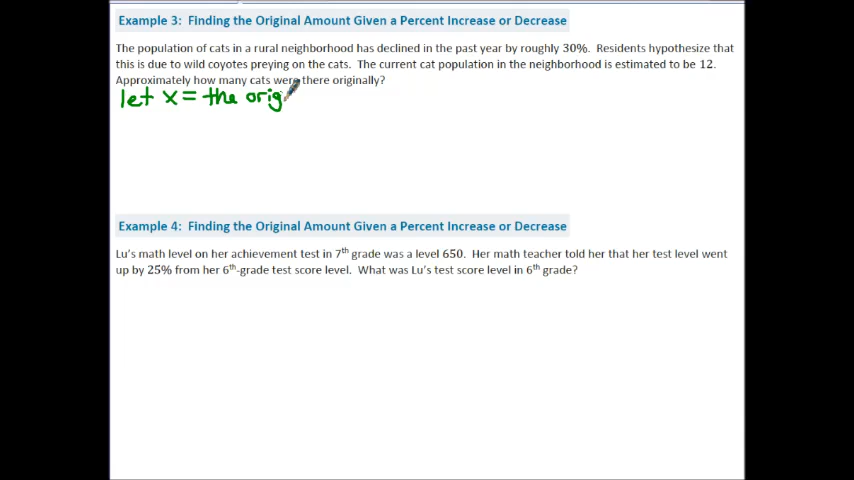 Example 3: Finding the Original Amount Given a Percent Increase or Decrease
The population of cats in a rural neighborhood has declined in the past year by roughly 30%. Residents hypothesize that
this is due to wild coyotes preying on the cats. The current cat population in the neighborhood is estimated to be 12.
Approximately how many cats were there originally?
let x = the orig
Example 4: Finding the Original Amount Given a Percent Increase or Decrease
Lu's math level on her achievement test in 7th grade was a level 650. Her math teacher told her that her test level went
up by 25% from her 6th-grade test score level. What was Lu's test score level in 6th grade?